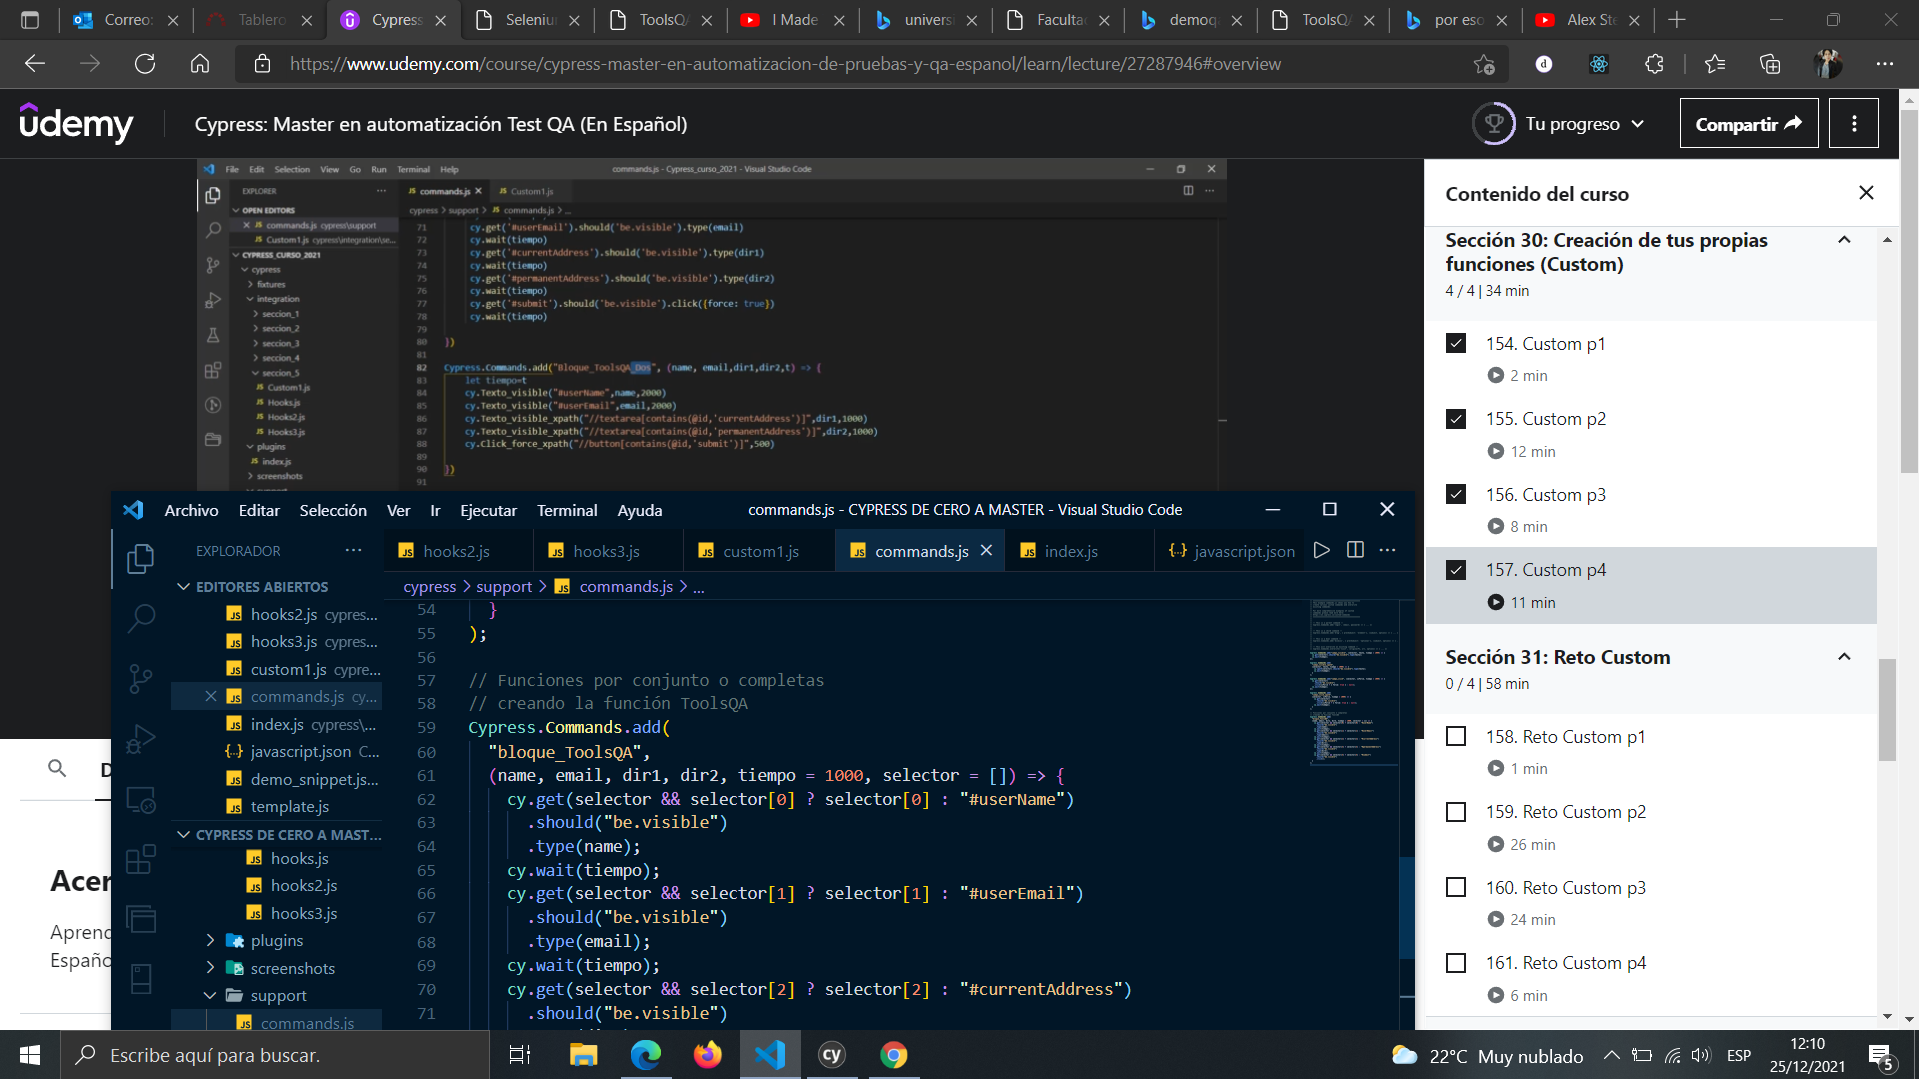 Correo:
Tablero
Cypress
Seleniu
ToolsQA
I Made
universi
Faculta
demoq
ToolsQA
por eso
Alex Ste
https://www.udemy.com/course/cypress-master-en-automatizacion-de-pruebas-y-qa-espanol/learn/lecture/27287946#overview
udemy
Cypress: Master en automatización Test QA (En Español)
Tu progreso
Compartir
File Edit Selection View Go Run Terminal Help
commands.js - Cypress_curso_2021 - Visual Studio Code
EXPLORER
commands.js
Custom1.js
OPEN EDITORS
cypress > support > JS commands.js > ...
commands.js cypress\support
Custom1.js cypress\integration\se...
CYPRESS_CURSO_2021
cypress
fixtures
integration
seccion_1
seccion_2
seccion_3
seccion_4
seccion_5
Custom1.js
Hooks.js
Hooks2.js
Hooks3.js
plugins
index.js
screenshots
71 cy.get('#userEmail').should('be.visible').type(email)
72 cy.wait(tiempo)
73 cy.get('#currentAddress').should('be.visible').type(dir1)
74 cy.wait(tiempo)
75 cy.get('#permanentAddress').should('be.visible').type(dir2)
76 cy.wait(tiempo)
77 cy.get('#submit').should('be.visible').click({force: true})
78 cy.wait(tiempo)
79
80 })
81
82 Cypress.Commands.add("Bloque_ToolsQA_Dos", (name, email,dir1,dir2,t) => {
83 let tiempo=t
84 cy.Texto_visible("#userName",name,2000)
85 cy.Texto_visible("#userEmail",email,2000)
86 cy.Texto_visible_xpath("//textarea[contains(@id,'currentAddress')]",dir1,1000)
87 cy.Texto_visible_xpath("//textarea[contains(@id,'permanentAddress')]",dir2,1000)
88 cy.Click_force_xpath("//button[contains(@id,'submit')]",500)
89
90 })
91
Archivo Editar Selección Ver Ir Ejecutar Terminal Ayuda
commands.js - CYPRESS DE CERO A MASTER - Visual Studio Code
EXPLORADOR
hooks2.js
hooks3.js
custom1.js
commands.js
index.js
javascript.json
EDITORES ABIERTOS
cypress > support > JS commands.js > ...
hooks2.js cypres...
hooks3.js cypres...
custom1.js cypre...
commands.js cy...
index.js cypress\...
javascript.json C...
demo_snippet.js...
template.js
CYPRESS DE CERO A MAST...
hooks.js
hooks2.js
hooks3.js
plugins
screenshots
support
commands.js
54 }
55 );
56
57 // Funciones por conjunto o completas
58 // creando la función ToolsQA
59 Cypress.Commands.add(
60 "bloque_ToolsQA",
61 (name, email, dir1, dir2, tiempo = 1000, selector = []) => {
62 cy.get(selector && selector[0] ? selector[0] : "#userName")
63 .should("be.visible")
64 .type(name);
65 cy.wait(tiempo);
66 cy.get(selector && selector[1] ? selector[1] : "#userEmail")
67 .should("be.visible")
68 .type(email);
69 cy.wait(tiempo);
70 cy.get(selector && selector[2] ? selector[2] : "#currentAddress")
71 .should("be.visible")
D
Acer
Aprend
Españo
Contenido del curso
Sección 30: Creación de tus propias
funciones (Custom)
4 / 4 | 34 min
154. Custom p1
2 min
155. Custom p2
12 min
156. Custom p3
8 min
157. Custom p4
11 min
Sección 31: Reto Custom
0 / 4 | 58 min
158. Reto Custom p1
1 min
159. Reto Custom p2
26 min
160. Reto Custom p3
24 min
161. Reto Custom p4
6 min
Escribe aquí para buscar.
cy
22°C Muy nublado
ESP
12:10
25/12/2021
5